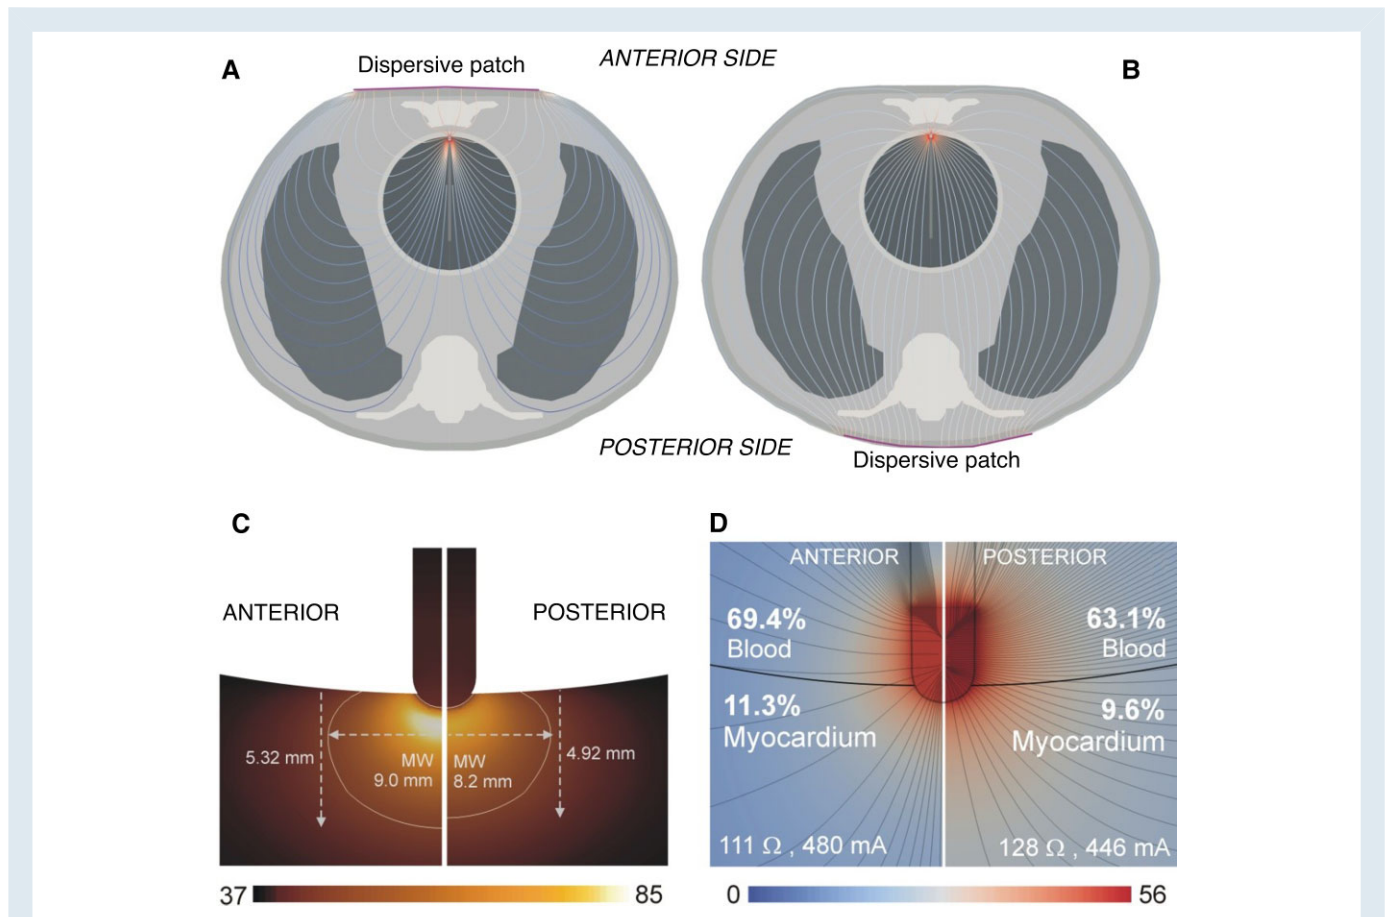 A
Dispersive patch
ANTERIOR SIDE
B
POSTERIOR SIDE
Dispersive patch
C
ANTERIOR
POSTERIOR
5.32 mm
MW
9.0 mm
MW
8.2 mm
4.92 mm
37
85
D
ANTERIOR
POSTERIOR
69.4%
Blood
63.1%
Blood
11.3%
Myocardium
9.6%
Myocardium
111 Ω , 480 mA
128 Ω , 446 mA
0
56